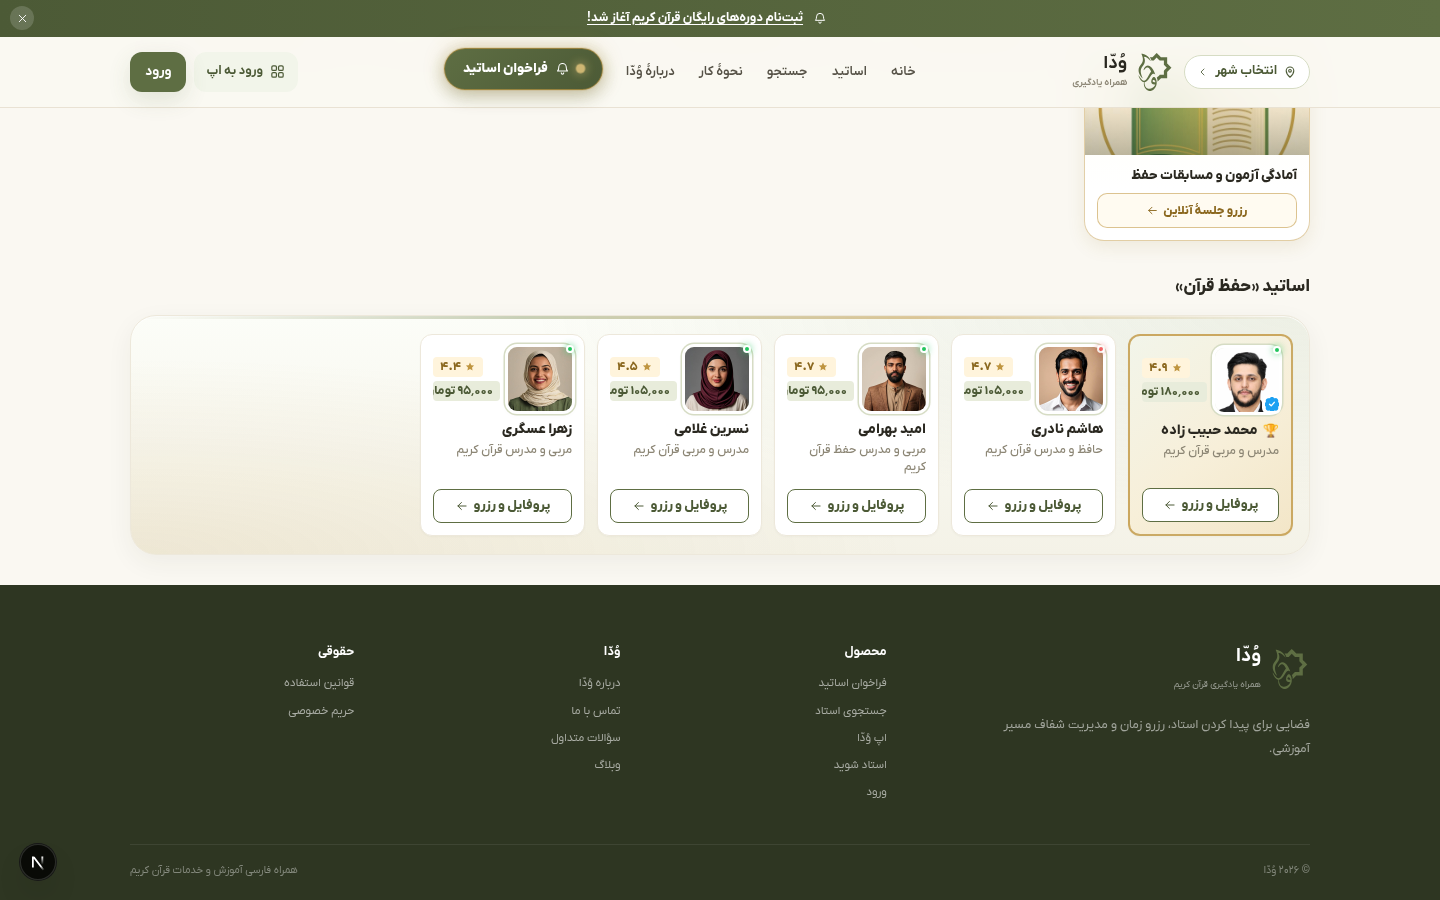 ثبت‌نام دوره‌های رایگان قرآن کریم آغاز شد!
انتخاب شهر
وُدّا
همراه یادگیری
خانه
اساتید
جستجو
نحوهٔ کار
دربارهٔ وُدّا
فراخوان اساتید
ورود به اپ
ورود
آمادگی آزمون و مسابقات حفظ
رزرو جلسهٔ آنلاین
اساتید «حفظ قرآن»
۴.۹
۱۸۰,۰۰۰ توم
محمد حبیب زاده
مدرس و مربی قرآن کریم
پروفایل و رزرو
۴.۷
۱۰۵,۰۰۰ توم
هاشم نادری
حافظ و مدرس قرآن کریم
پروفایل و رزرو
۴.۷
۹۵,۰۰۰ توما
امید بهرامی
مربی و مدرس حفظ قرآن
کریم
پروفایل و رزرو
۴.۵
۱۰۵,۰۰۰ توم
نسرین غلامی
مدرس و مربی قرآن کریم
پروفایل و رزرو
۴.۴
۹۵,۰۰۰ توما
زهرا عسگری
مربی و مدرس قرآن کریم
پروفایل و رزرو
وُدّا
همراه یادگیری قرآن کریم
فضایی برای پیدا کردن استاد، رزرو زمان و مدیریت شفاف مسیر
آموزشی.
محصول
فراخوان اساتید
جستجوی استاد
اپ وُدّا
استاد شوید
ورود
وُدّا
درباره وُدّا
تماس با ما
سؤالات متداول
وبلاگ
حقوقی
قوانین استفاده
حریم خصوصی
© ۲۰۲۶ وُدّا
همراه فارسی آموزش و خدمات قرآن کریم
N